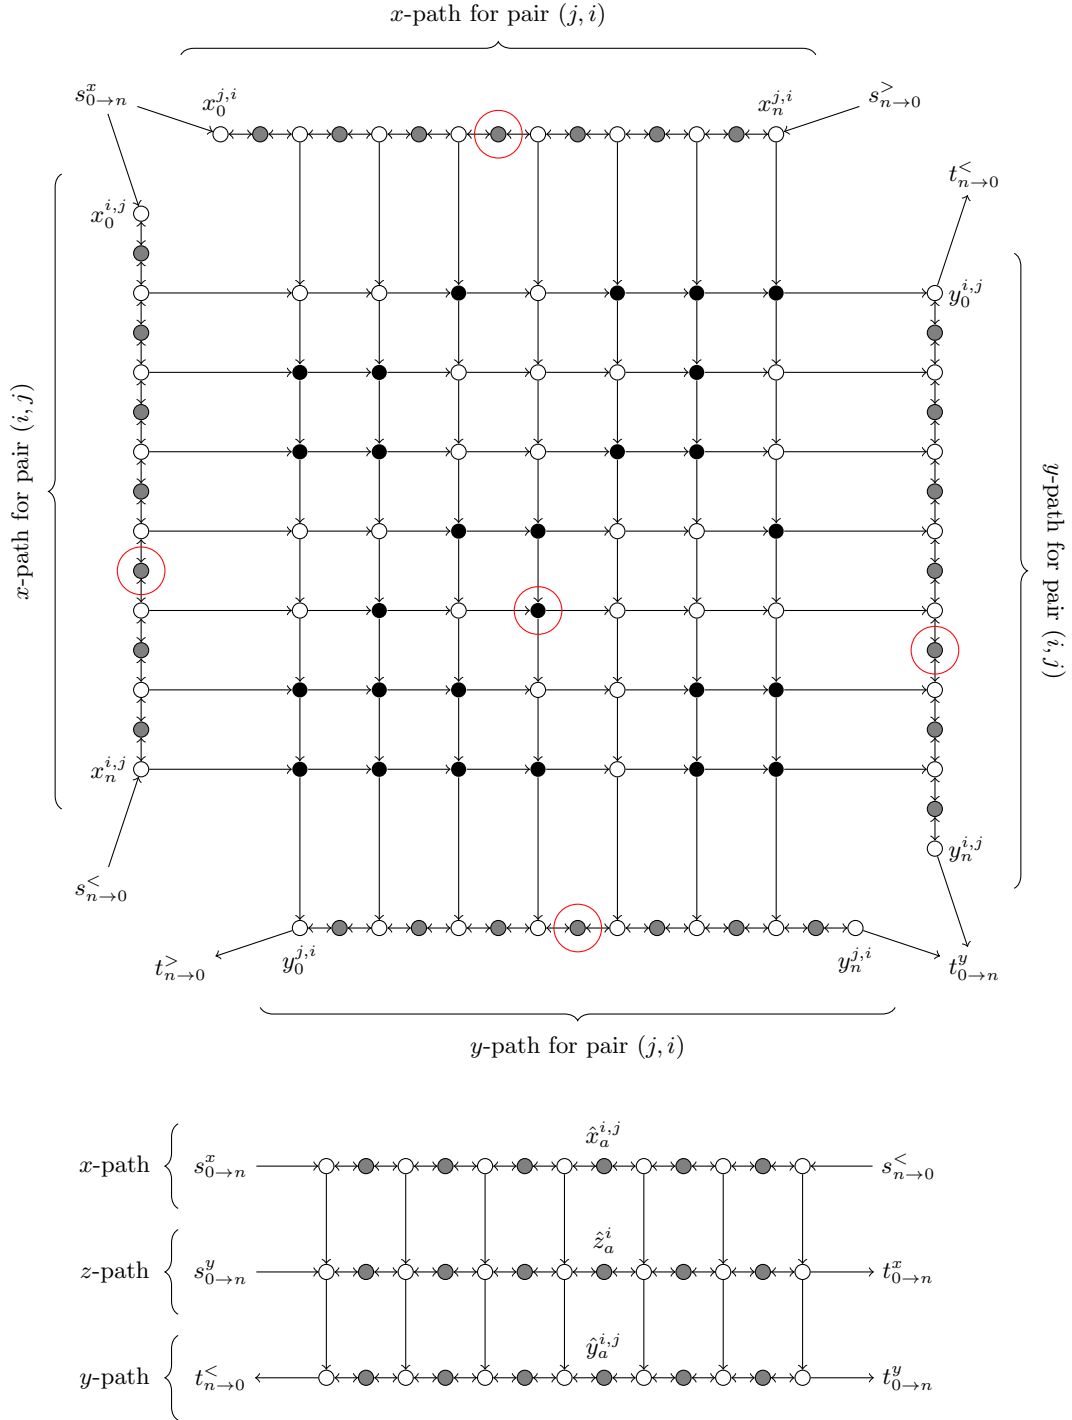 x-path for pair (j, i)
s^x_{0→n}
x^{j,i}_0
x^{j,i}_n
s^>_{n→0}
t^<_{n→0}
x^{i,j}_0
y^{i,j}_0
x-path for pair (i, j)
y-path for pair (i, j)
x^{i,j}_n
y^{i,j}_n
s^<_{n→0}
t^>_{n→0}
y^{j,i}_0
y^{j,i}_n
t^y_{0→n}
y-path for pair (j, i)
x̂^{i,j}_a
x-path
s^x_{0→n}
s^<_{n→0}
ẑ^i_a
z-path
s^y_{0→n}
t^x_{0→n}
ŷ^{i,j}_a
y-path
t^<_{n→0}
t^y_{0→n}